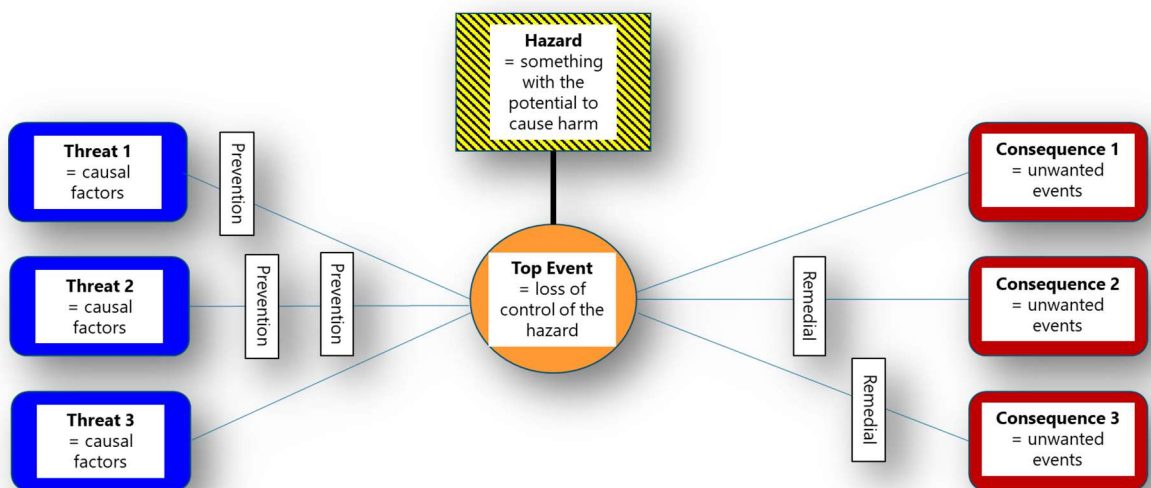 Hazard
= something
with the
potential to
cause harm
Threat 1
= causal
factors
Prevention
Consequence 1
= unwanted
events
Threat 2
= causal
factors
Prevention
Prevention
Top Event
= loss of
control of the
hazard
Remedial
Consequence 2
= unwanted
events
Threat 3
= causal
factors
Remedial
Consequence 3
= unwanted
events